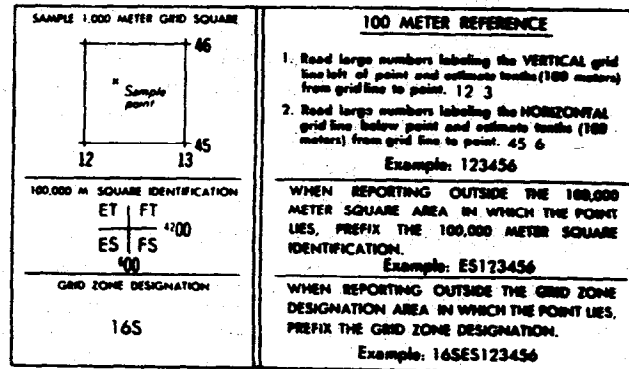 SAMPLE 1,000 METER GRID SQUARE
46
Sample
point
45
12
13
100,000 M SQUARE IDENTIFICATION
ET FT
4200
ES FS
600
GRID ZONE DESIGNATION
16S
100 METER REFERENCE
1. Read large numbers labeling the VERTICAL grid
line left of point and estimate tenths (100 meters)
from grid line to point. 12 3
2. Read large numbers labeling the HORIZONTAL
grid line below point and estimate tenths (100
meters) from grid line to point. 45 6
Example: 123456
WHEN REPORTING OUTSIDE THE 100,000
METER SQUARE AREA IN WHICH THE POINT
LIES, PREFIX THE 100,000 METER SQUARE
IDENTIFICATION.
Example: ES123456
WHEN REPORTING OUTSIDE THE GRID ZONE
DESIGNATION AREA IN WHICH THE POINT LIES,
PREFIX THE GRID ZONE DESIGNATION.
Example: 16SES123456